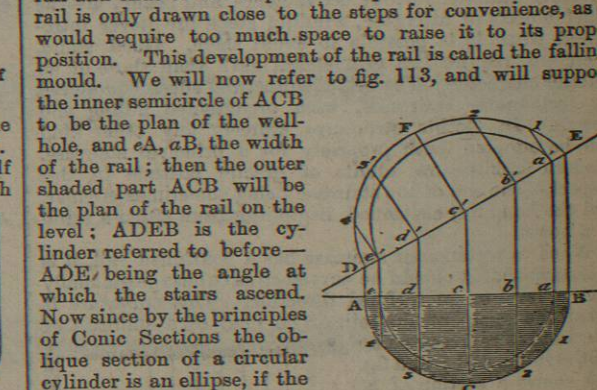 rail is only drawn close to the steps for convenience, as
would require too much space to raise it to its prop
position. This development of the rail is called the fallin
mould. We will now refer to fig. 113, and will suppo
the inner semicircle of ACB
to be the plan of the well-
hole, and eA, aB, the width
of the rail; then the outer
shaded part ACB will be
the plan of the rail on the
level; ADEB is the cy-
linder referred to before—
ADE being the angle at
which the stairs ascend.
Now since by the principles
of Conic Sections the ob-
lique section of a circular
cylinder is an ellipse, if the
F 2 1 E
a'
b'
c'
d'
e'
D
A e d c b a B
C 2 1